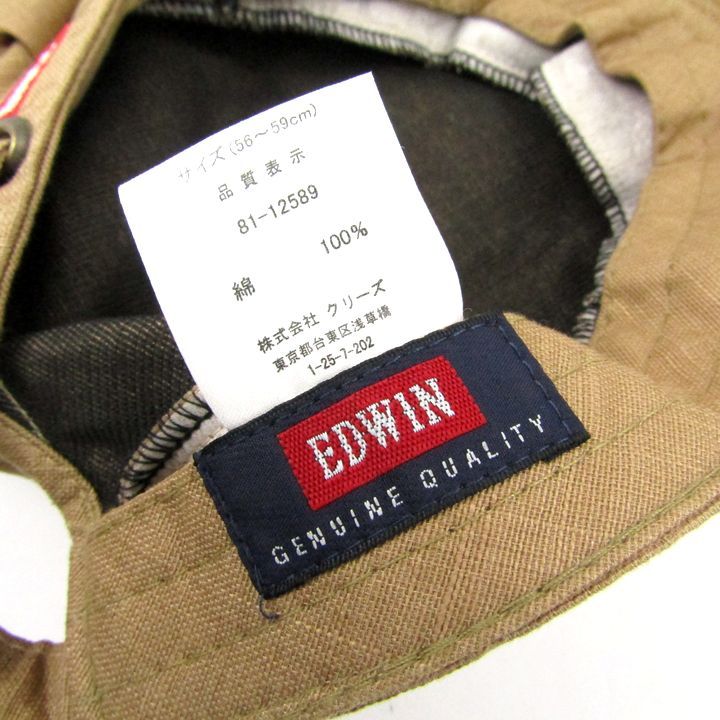 サイズ(56～59cm)
品質表示
81-12589
綿 100%
株式会社 クリーズ
東京都台東区浅草橋
1-25-7-202
EDWIN
GENUINE QUALITY